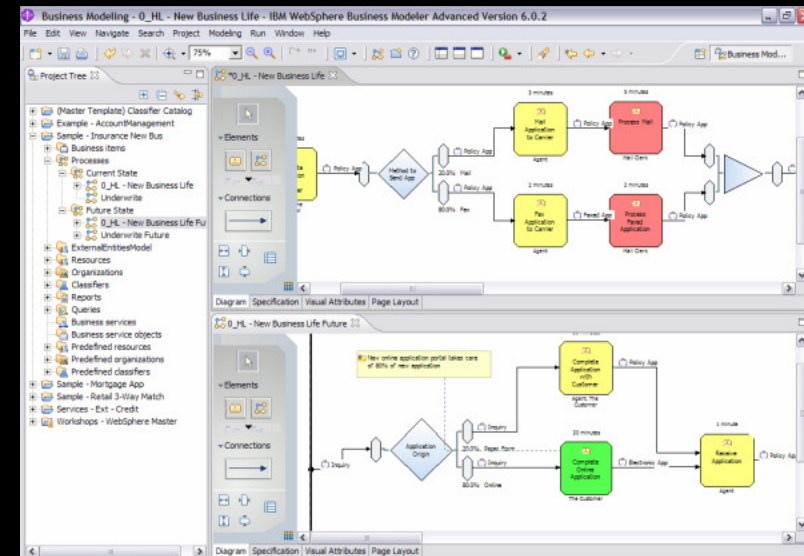 Business Modeling - 0_HL - New Business Life - IBM WebSphere Business Modeler Advanced Version 6.0.2
File Edit View Navigate Search Project Modeling Run Window Help
75%
Business Mod...
Project Tree
(Master Template) Classifier Catalog
Example - AccountManagement
Sample - Insurance New Bus
Business items
Processes
Current State
0_HL - New Business Life
Underwrite
Future State
0_HL - New Business Life Fu
Underwrite Future
ExternalEntitiesModel
Resources
Organizations
Classifiers
Reports
Queries
Business services
Business service objects
Predefined resources
Predefined organizations
Predefined classifiers
Sample - Mortgage App
Sample - Retail 3-Way Match
Services - Ext - Credit
Workshops - WebSphere Master
*0_HL - New Business Life
Elements
Connections
3 minutes
5 minutes
Mail
Application
to Carrier
Agent
Policy App
Process Mail
Mail Clerk
Policy App
Policy App
Method to
Send App
Policy App
20.0% Mail
Policy App
80.0% Fax
2 minutes
2 minutes
Fax
Application
to Carrier
Agent
Faxed App
Process
Faxed
Application
Mail Clerk
Policy App
Diagram Specification Visual Attributes Page Layout
0_HL - New Business Life Future
Elements
Connections
New online application portal takes care
of 80% of new application
Complete
Application
with
Customer
Agent, The
Customer
Policy App
Inquiry
Application
Origin
Inquiry
20.0% Paper Form
Inquiry
80.0% Online
Complete
Online
Application
The Customer
Electronic App
1 minute
Receive
Application
Agent
Policy Ap
Diagram Specification Visual Attributes Page Layout